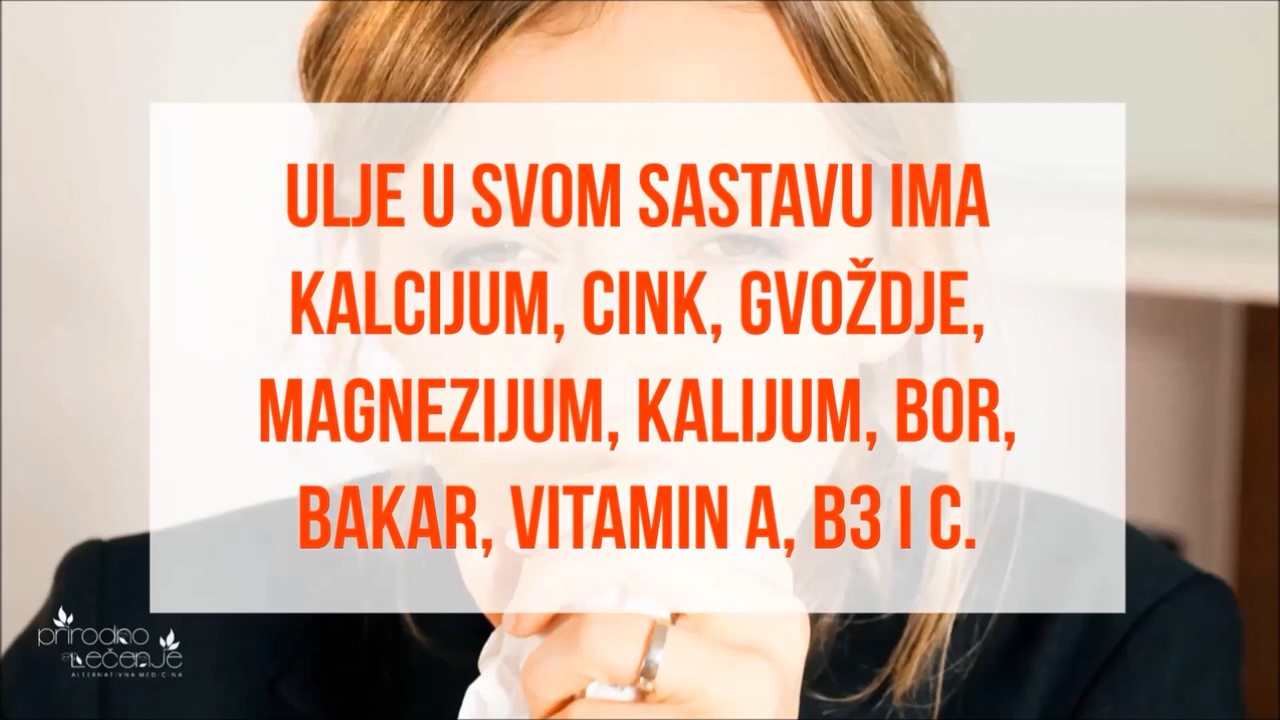 ULJE U SVOM SASTAVU IMA
KALCIJUM, CINK, GVOŽDJE,
MAGNEZIJUM, KALIJUM, BOR,
BAKAR, VITAMIN A, B3 I C.
prirodno
Lečenje
ALTERNATIVNA MEDICINA